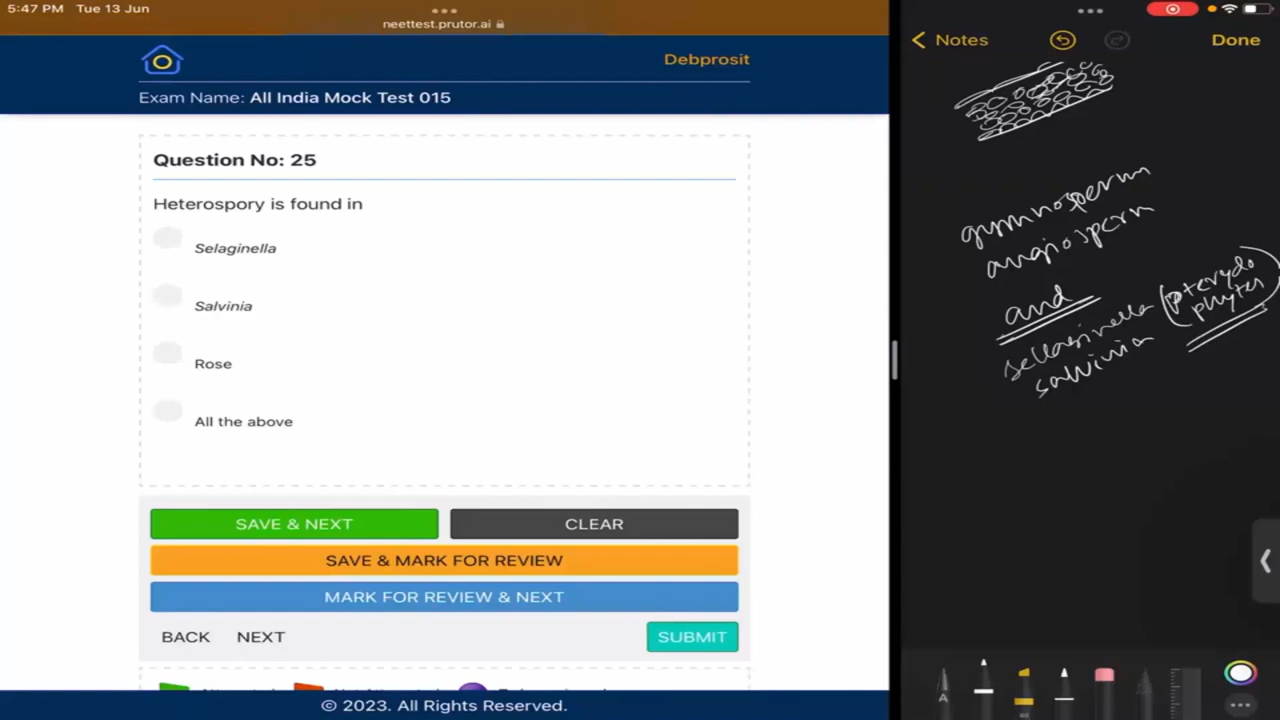 5:47 PM Tue 13 Jun
neettest.prutor.ai
Debprosit
Exam Name: All India Mock Test 015
Question No: 25
Heterospory is found in
Selaginella
Salvinia
Rose
All the above
SAVE & NEXT
CLEAR
SAVE & MARK FOR REVIEW
MARK FOR REVIEW & NEXT
BACK
NEXT
SUBMIT
© 2023. All Rights Reserved.
Notes
Done
gymnosperm
angiosperm
and
sellaginella (pterydo
phytes)
salvinia
A